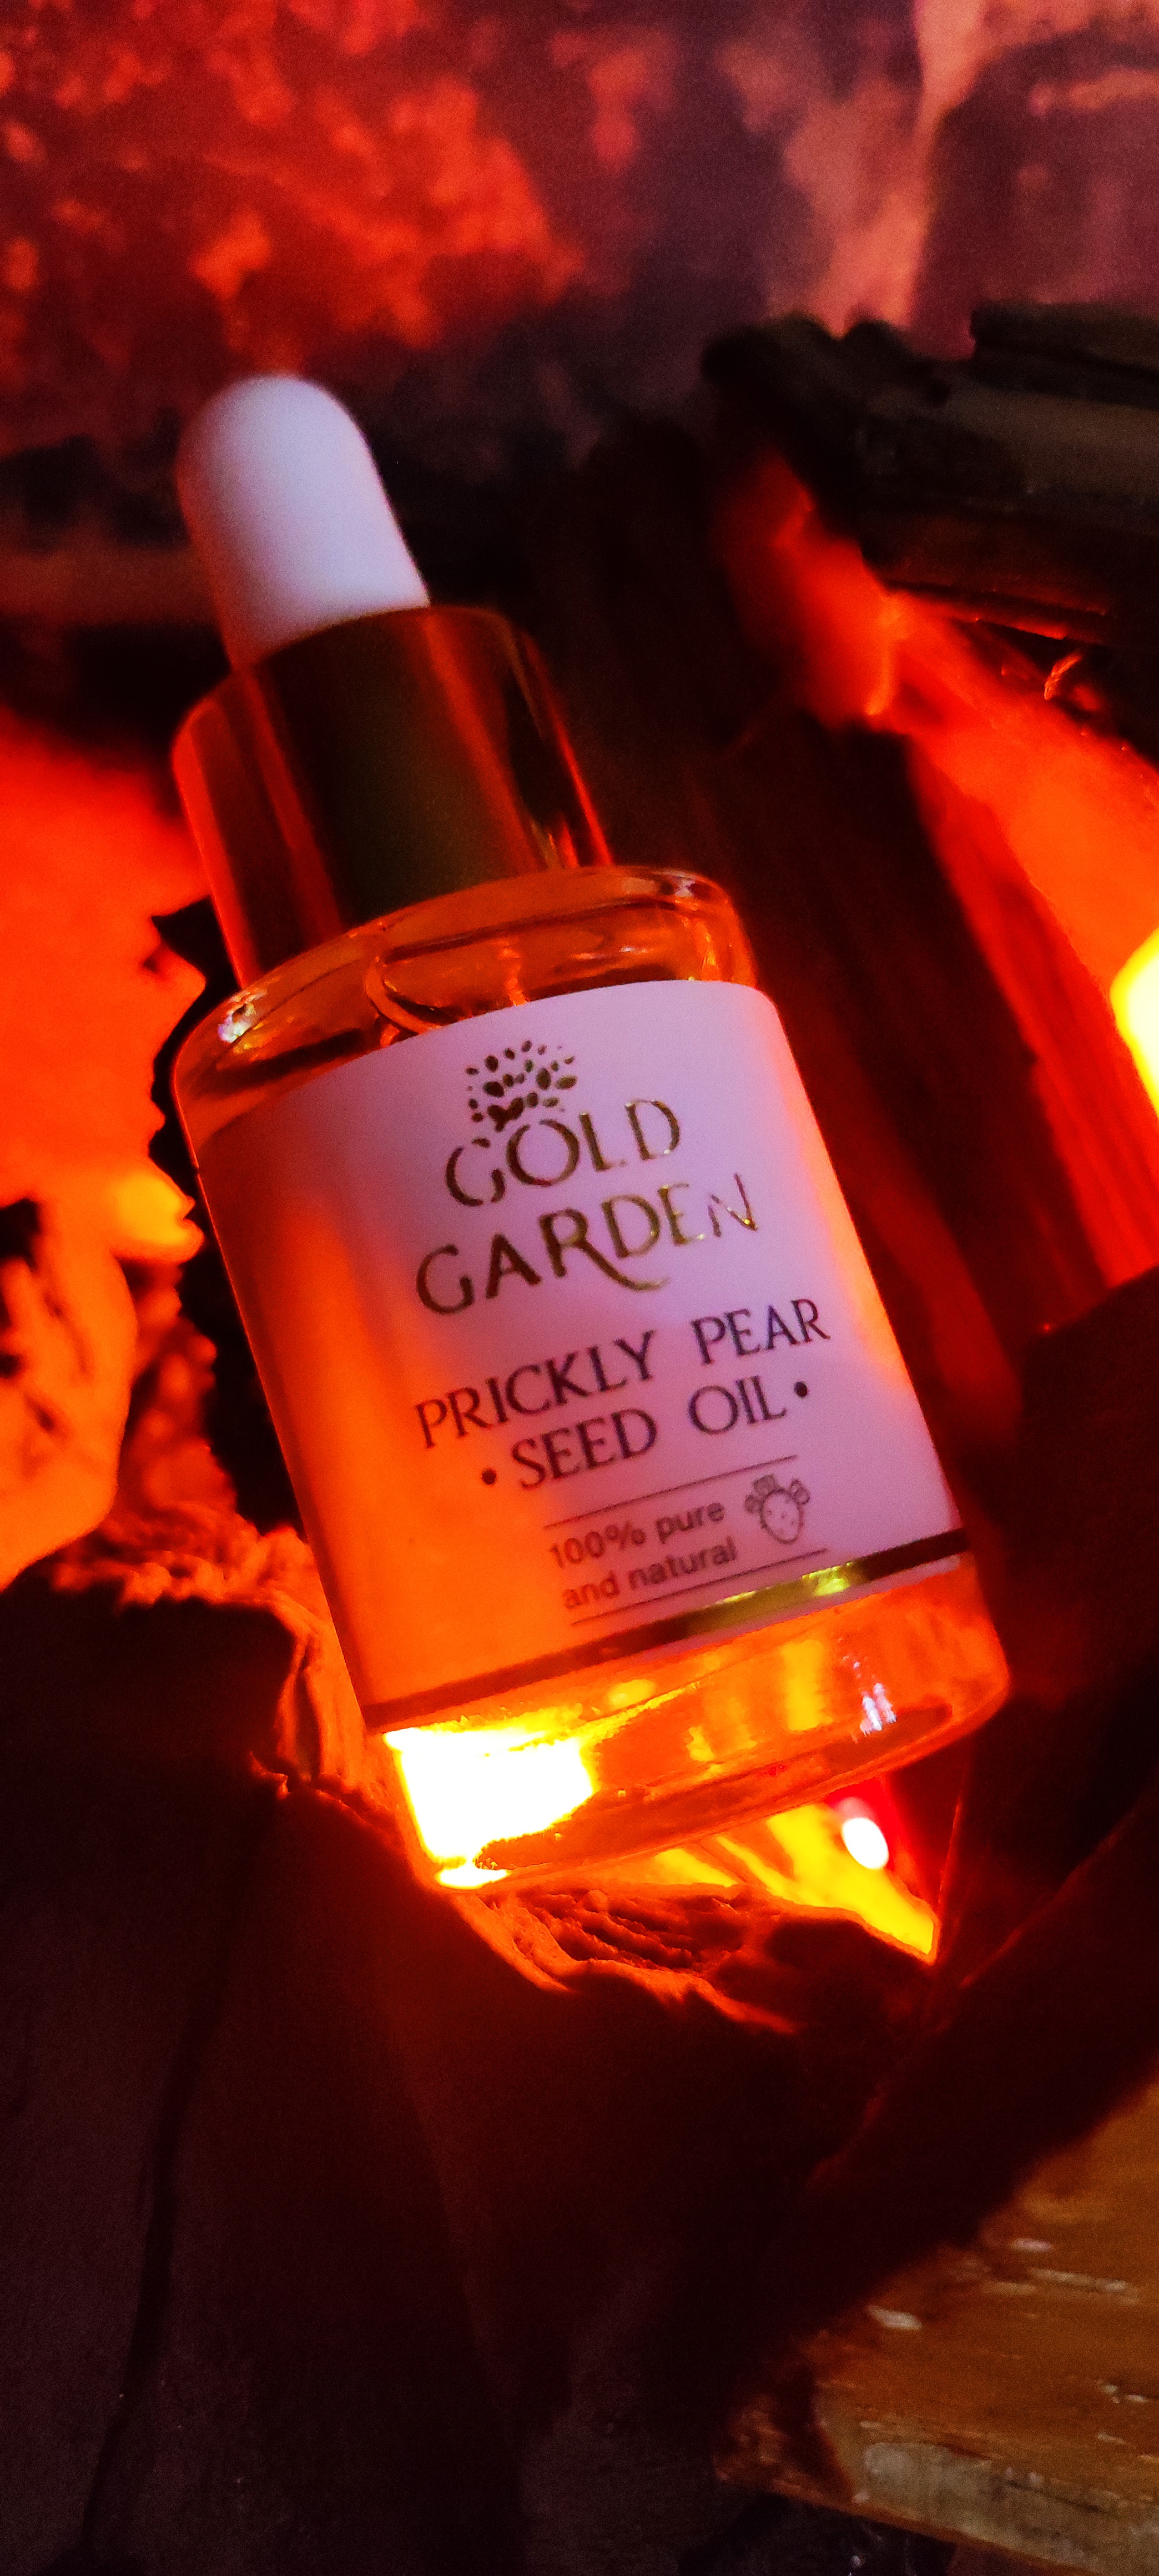 GOLD
GARDEN
PRICKLY PEAR
• SEED OIL •
100% pure
and natural